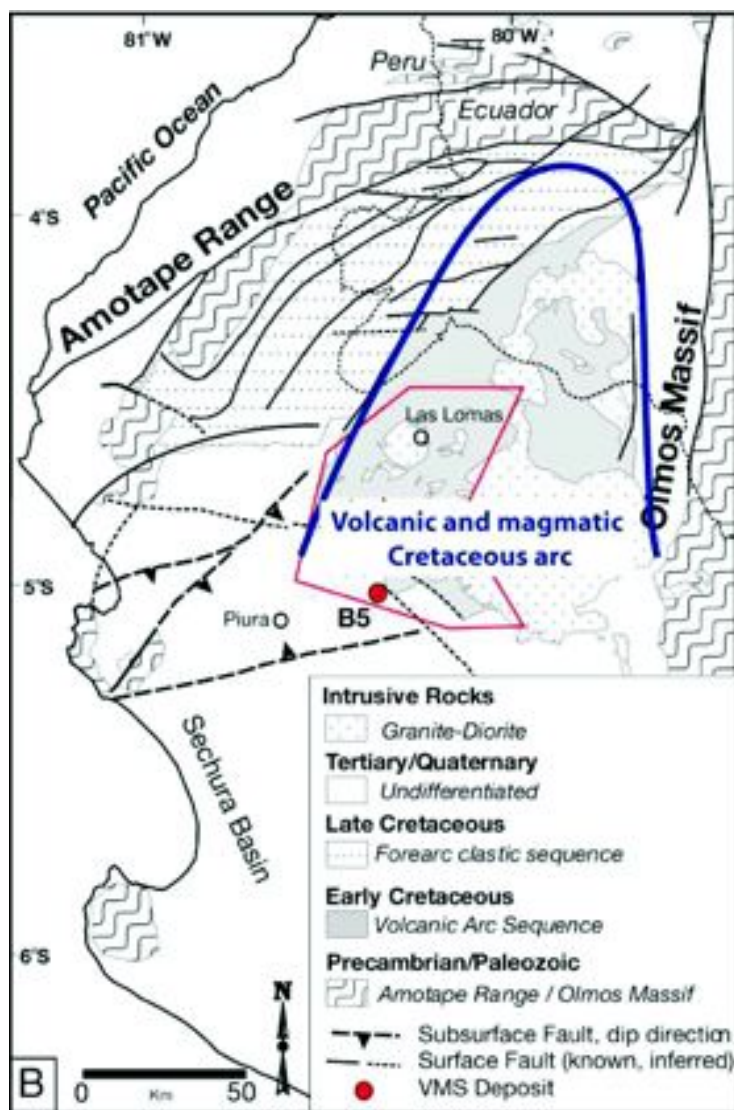 81°W
80°W
Peru
Ecuador
Pacific Ocean
4°S
Amotape Range
Olmos Massif
Las Lomas
Volcanic and magmatic
Cretaceous arc
5°S
Piura
B5
Sechura Basin
6°S
Intrusive Rocks
Granite-Diorite
Tertiary/Quaternary
Undifferentiated
Late Cretaceous
Forearc clastic sequence
Early Cretaceous
Volcanic Arc Sequence
Precambrian/Paleozoic
Amotape Range / Olmos Massif
Subsurface Fault, dip direction
Surface Fault (known, inferred)
VMS Deposit
N
B
0 50
Km